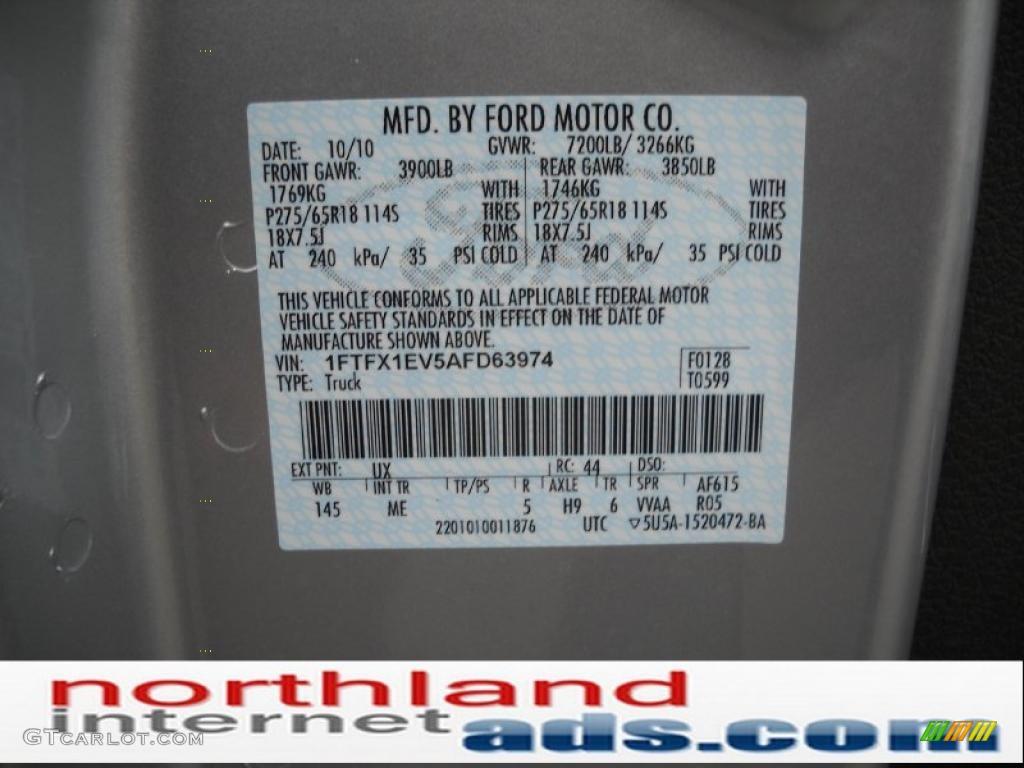 MFD. BY FORD MOTOR CO.
DATE: 10/10 GVWR: 7200LB/ 3266KG
FRONT GAWR: 3900LB REAR GAWR: 3850LB
1769KG WITH 1746KG WITH
P275/65R18 114S TIRES P275/65R18 114S TIRES
18X7.5J RIMS 18X7.5J RIMS
AT 240 kPa/ 35 PSI COLD AT 240 kPa/ 35 PSI COLD
THIS VEHICLE CONFORMS TO ALL APPLICABLE FEDERAL MOTOR
VEHICLE SAFETY STANDARDS IN EFFECT ON THE DATE OF
MANUFACTURE SHOWN ABOVE.
VIN: 1FTFX1EV5AFD63974 F0128
TYPE: Truck T0599
EXT PNT: UX RC: 44 DSO:
WB INT TR TP/PS R AXLE TR SPR AF615
145 ME 5 H9 6 VVAA R05
2201010011876 UTC ▽5U5A-1520472-BA
northland
internet ads.com
GTCARLOT.COM